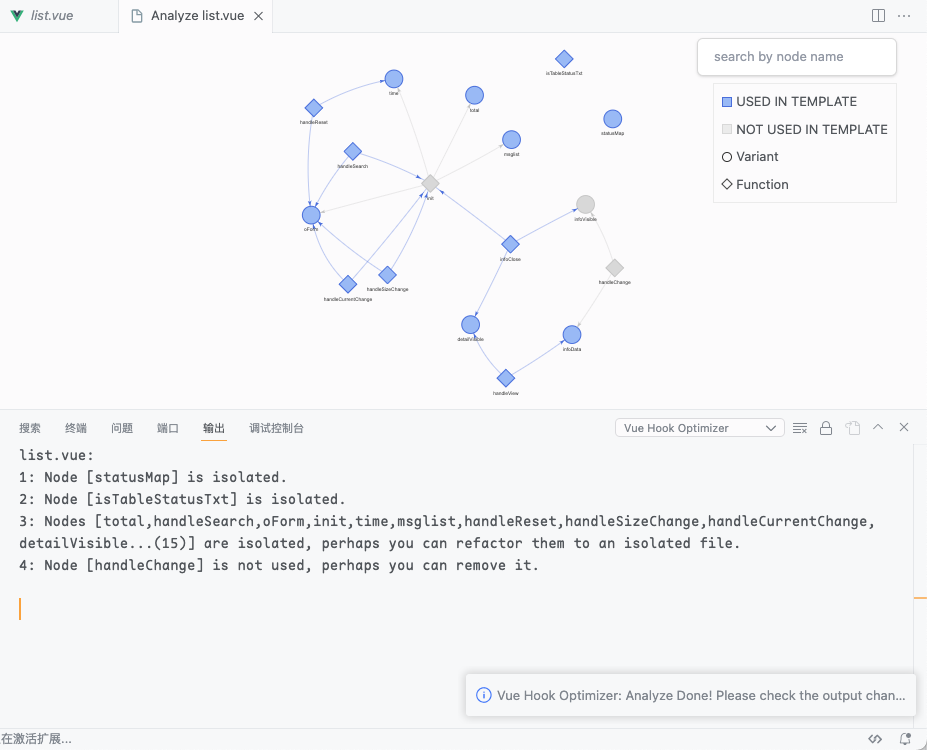 list.vue
Analyze list.vue
search by node name
USED IN TEMPLATE
NOT USED IN TEMPLATE
Variant
Function
isTableStatusTxt
time
total
handleReset
statusMap
msglist
handleSearch
init
infoVisible
oForm
infoClose
handleChange
handleSizeChange
handleCurrentChange
detailVisible
infoData
handleView
搜索 终端 问题 端口 输出 调试控制台
Vue Hook Optimizer
list.vue:
1: Node [statusMap] is isolated.
2: Node [isTableStatusTxt] is isolated.
3: Nodes [total,handleSearch,oForm,init,time,msglist,handleReset,handleSizeChange,handleCurrentChange,
detailVisible...(15)] are isolated, perhaps you can refactor them to an isolated file.
4: Node [handleChange] is not used, perhaps you can remove it.
Vue Hook Optimizer: Analyze Done! Please check the output chan...
在激活扩展...